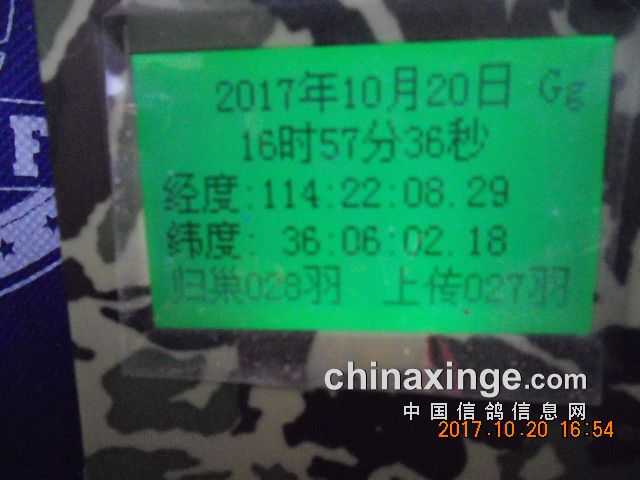 F
2017年10月20日 Gg
16时57分36秒
经度:114:22:08.29
纬度: 36:06:02.18
归巢028羽 上传027羽
chinaxinge.com
中国信鸽信息网
2017.10.20 16:54